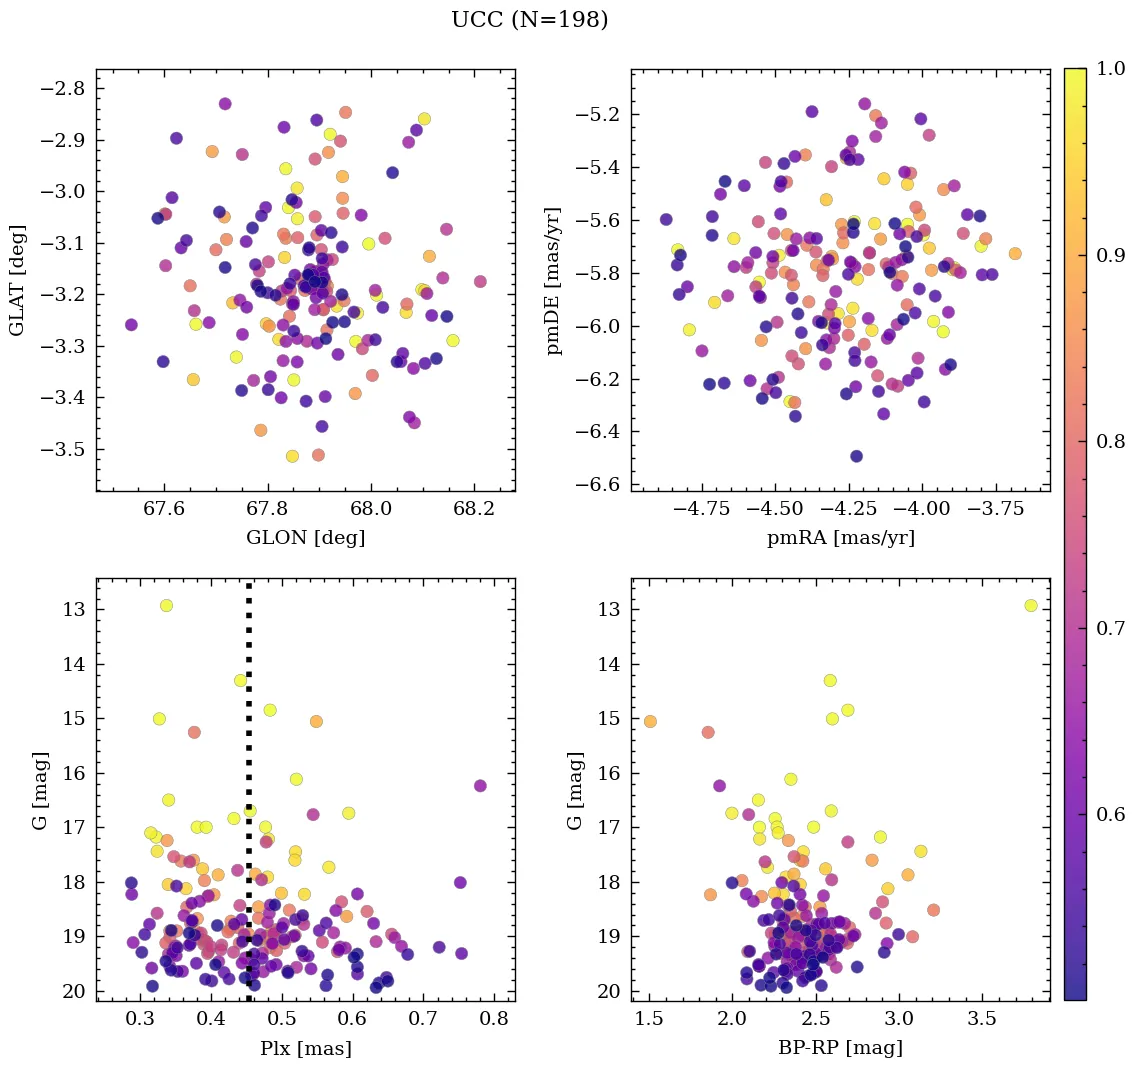 UCC (N=198)
−2.8
−2.9
−3.0
−3.1
−3.2
−3.3
−3.4
−3.5
GLAT [deg]
67.6 67.8 68.0 68.2
GLON [deg]
−5.2
−5.4
−5.6
−5.8
−6.0
−6.2
−6.4
−6.6
pmDE [mas/yr]
−4.75 −4.50 −4.25 −4.00 −3.75
pmRA [mas/yr]
13
14
15
16
17
18
19
20
G [mag]
0.3 0.4 0.5 0.6 0.7 0.8
Plx [mas]
13
14
15
16
17
18
19
20
G [mag]
1.5 2.0 2.5 3.0 3.5
BP-RP [mag]
1.0
0.9
0.8
0.7
0.6